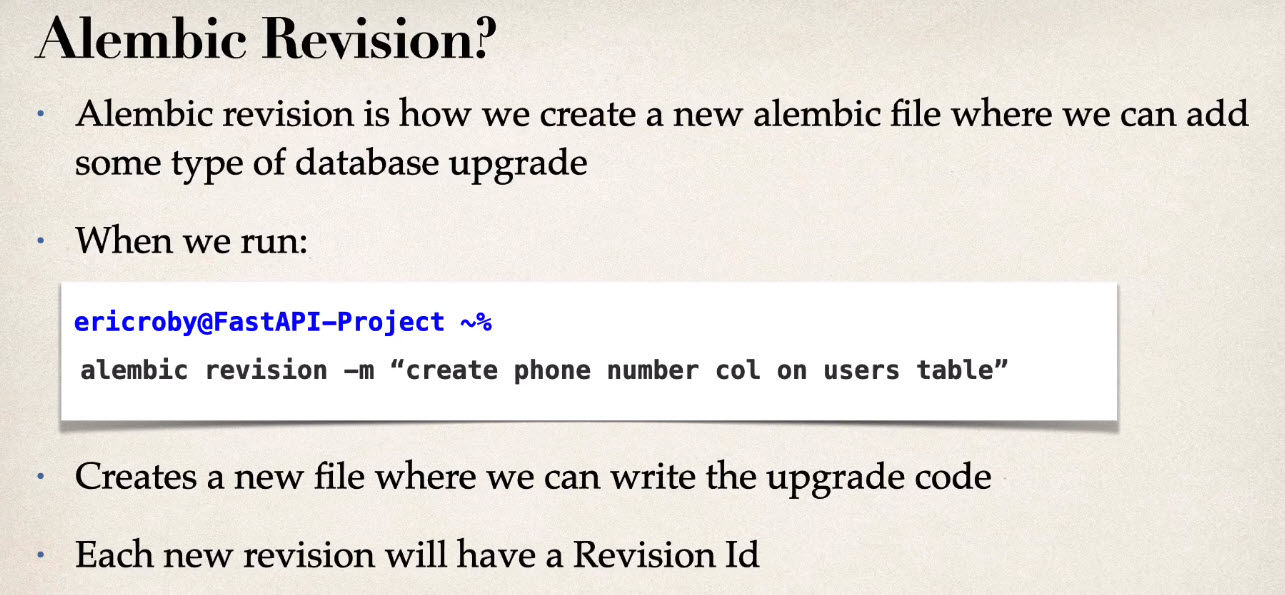 Alembic Revision?
• Alembic revision is how we create a new alembic file where we can add
some type of database upgrade
• When we run:
ericroby@FastAPI-Project ~%
alembic revision -m “create phone number col on users table”
• Creates a new file where we can write the upgrade code
• Each new revision will have a Revision Id